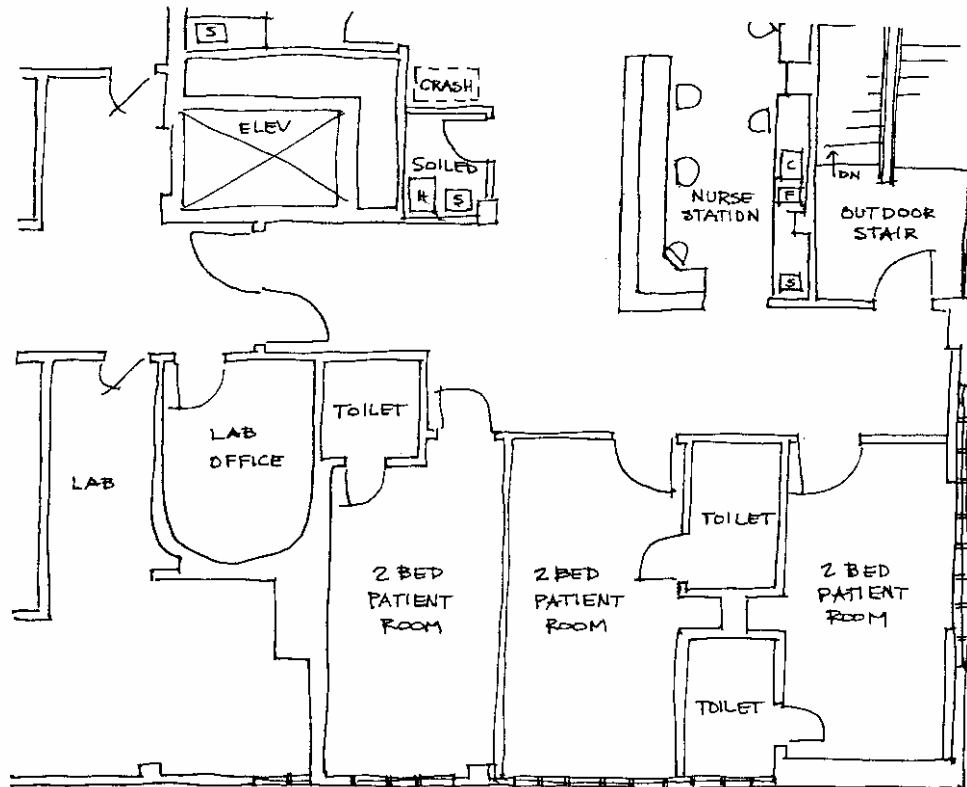 S
CRASH
ELEV
SOILED
H
S
C
F
S
DN
NURSE
STATION
OUTDOOR
STAIR
TOILET
LAB
OFFICE
LAB
TOILET
2 BED
PATIENT
ROOM
2 BED
PATIENT
ROOM
2 BED
PATIENT
ROOM
TOILET